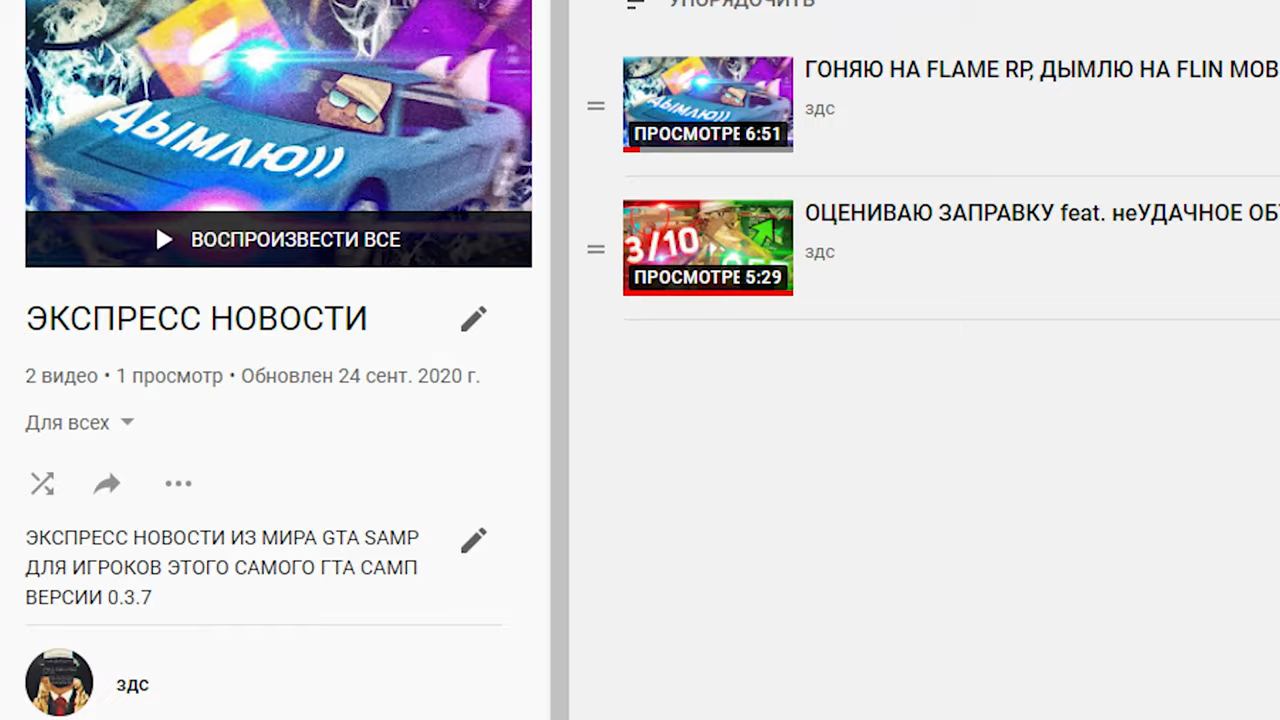 ДЫМЛЮ))
ВОСПРОИЗВЕСТИ ВСЕ
ЭКСПРЕСС НОВОСТИ
2 видео • 1 просмотр • Обновлен 24 сент. 2020 г.
Для всех
ЭКСПРЕСС НОВОСТИ ИЗ МИРА GTA SAMP
ДЛЯ ИГРОКОВ ЭТОГО САМОГО ГТА САМП
ВЕРСИИ 0.3.7
здс
УПОРЯДОЧИТЬ
ДЫМЛЮ))
ПРОСМОТРЕ 6:51
ГОНЯЮ НА FLAME RP, ДЫМЛЮ НА FLIN MOB
здс
3/10
ПРОСМОТРЕ 5:29
ОЦЕНИВАЮ ЗАПРАВКУ feat. неУДАЧНОЕ ОБ
здс